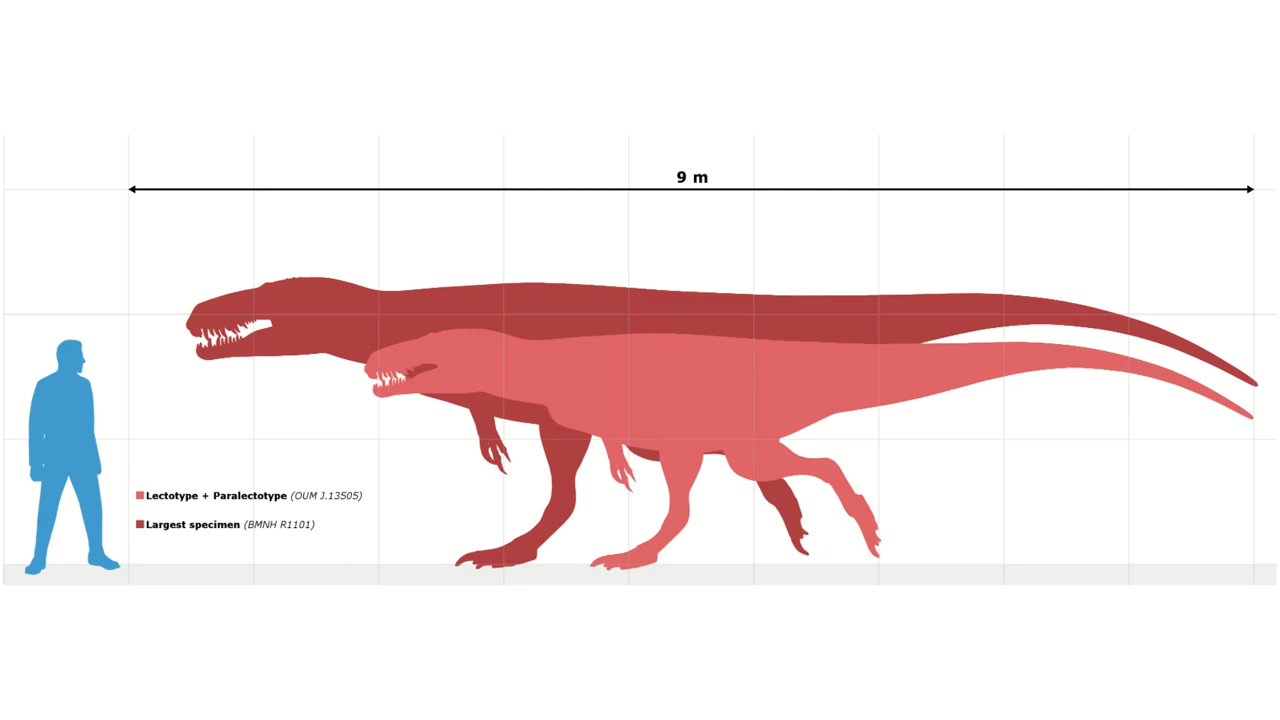 9 m
Lectotype + Paralectotype (OUM J.13505)
Largest specimen (BMNH R1101)